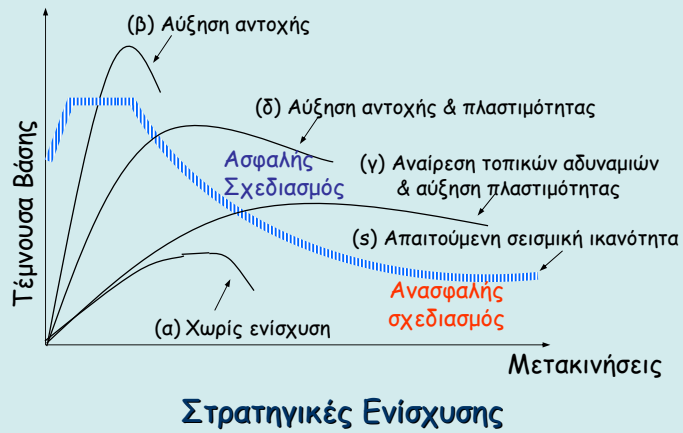 (β) Αύξηση αντοχής
(δ) Αύξηση αντοχής & πλαστιμότητας
Ασφαλής
Σχεδιασμός
(γ) Αναίρεση τοπικών αδυναμιών
& αύξηση πλαστιμότητας
(s) Απαιτούμενη σεισμική ικανότητα
Ανασφαλής
σχεδιασμός
(α) Χωρίς ενίσχυση
Τέμνουσα Βάσης
Μετακινήσεις
Στρατηγικές Ενίσχυσης